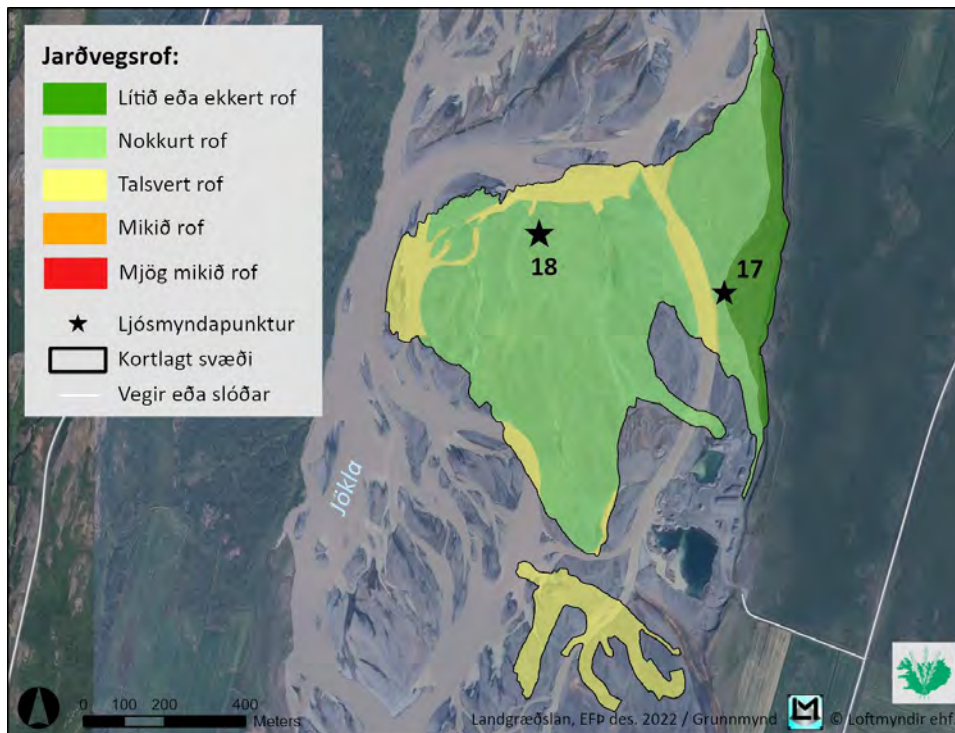 Jarðvegsrof:
Lítið eða ekkert rof
Nokkurt rof
Talsvert rof
Mikið rof
Mjög mikið rof
Ljósmyndapunktur
Kortlagt svæði
Vegir eða slóðar
18
17
Jökla
0 100 200 400
Meters
Landgræðslan, EFÞ des. 2022 / Grunnmynd LM © Loftmyndir ehf.